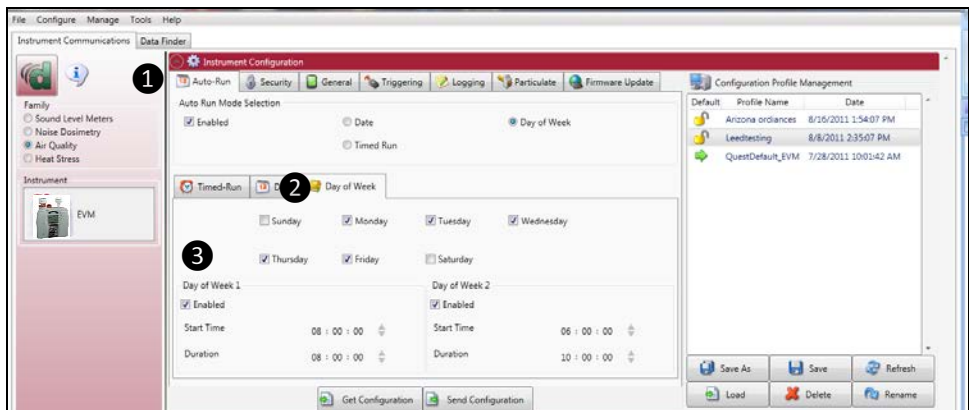 File Configure Manage Tools Help
Instrument Communications Data Finder
Instrument Configuration
1
Auto-Run Security General Triggering Logging Particulate Firmware Update
Configuration Profile Management
Family
Sound Level Meters
Noise Dosimetry
Air Quality
Heat Stress
Instrument
EVM
Auto Run Mode Selection
Enabled Date Day of Week
Timed Run
Timed-Run 2 Day of Week
Sunday Monday Tuesday Wednesday
3
Thursday Friday Saturday
Day of Week 1 Day of Week 2
Enabled Enabled
Start Time 08 : 00 : 00 Start Time 06 : 00 : 00
Duration 08 : 00 : 00 Duration 10 : 00 : 00
Get Configuration Send Configuration
Default Profile Name Date
Arizona ordiances 8/16/2011 1:54:07 PM
Leedtesting 8/8/2011 2:35:07 PM
QuestDefault_EVM 7/28/2011 10:01:42 AM
Save As Save Refresh
Load Delete Rename